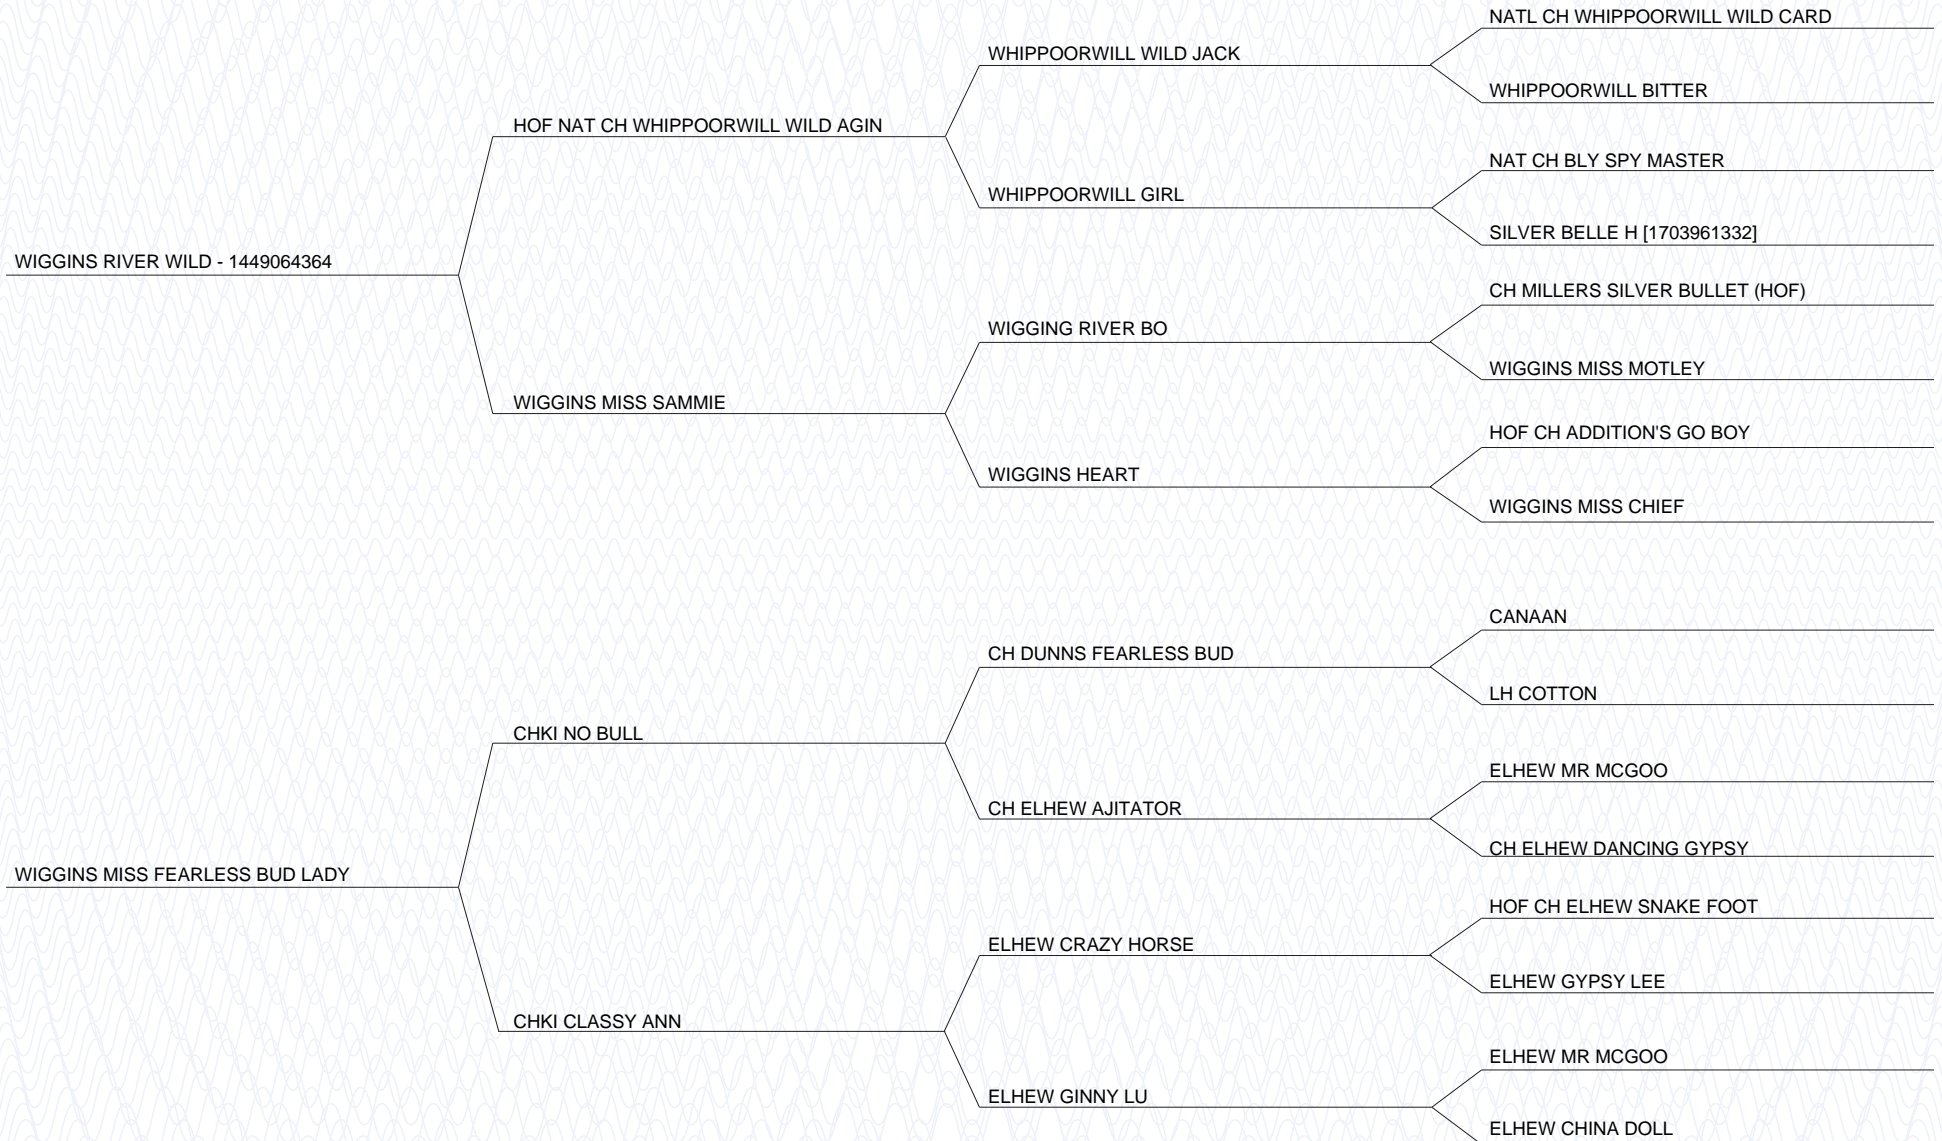 NATL CH WHIPPOORWILL WILD CARD
WHIPPOORWILL WILD JACK
WHIPPOORWILL BITTER
HOF NAT CH WHIPPOORWILL WILD AGIN
NAT CH BLY SPY MASTER
WHIPPOORWILL GIRL
SILVER BELLE H [1703961332]
WIGGINS RIVER WILD - 1449064364
CH MILLERS SILVER BULLET (HOF)
WIGGING RIVER BO
WIGGINS MISS MOTLEY
WIGGINS MISS SAMMIE
HOF CH ADDITION'S GO BOY
WIGGINS HEART
WIGGINS MISS CHIEF
CANAAN
CH DUNNS FEARLESS BUD
LH COTTON
CHKI NO BULL
ELHEW MR MCGOO
CH ELHEW AJITATOR
CH ELHEW DANCING GYPSY
WIGGINS MISS FEARLESS BUD LADY
HOF CH ELHEW SNAKE FOOT
ELHEW CRAZY HORSE
ELHEW GYPSY LEE
CHKI CLASSY ANN
ELHEW MR MCGOO
ELHEW GINNY LU
ELHEW CHINA DOLL